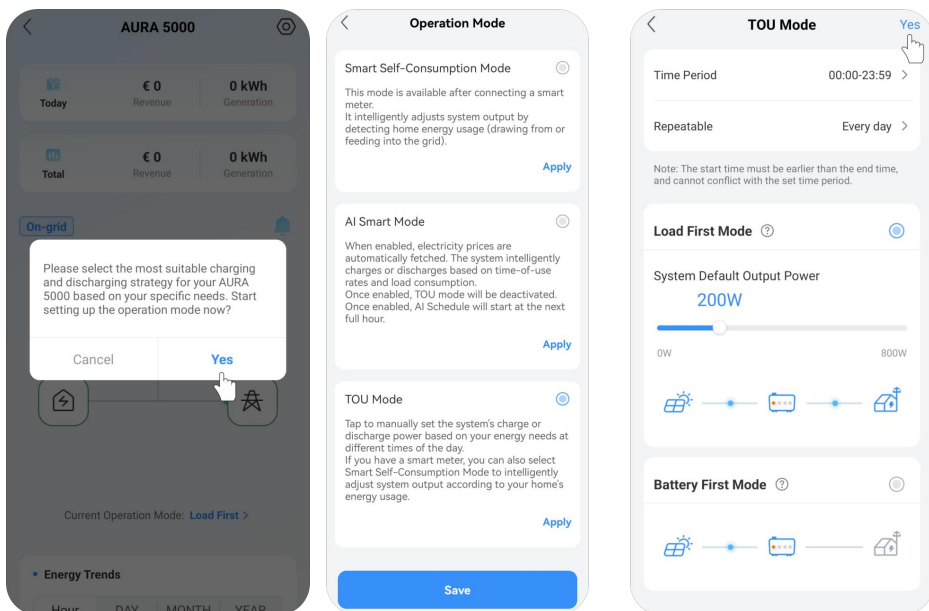 AURA 5000
Today
€ 0
Revenue
0 kWh
Generation
Total
€ 0
Revenue
0 kWh
Generation
On-grid
Please select the most suitable charging
and discharging strategy for your AURA
5000 based on your specific needs. Start
setting up the operation mode now?
Cancel
Yes
Current Operation Mode: Load First >
• Energy Trends
Hour DAY MONTH YEAR
Operation Mode
Smart Self-Consumption Mode
This mode is available after connecting a smart
meter.
It intelligently adjusts system output by
detecting home energy usage (drawing from or
feeding into the grid).
Apply
AI Smart Mode
When enabled, electricity prices are
automatically fetched. The system intelligently
charges or discharges based on time-of-use
rates and load consumption.
Once enabled, TOU mode will be deactivated.
Once enabled, AI Schedule will start at the next
full hour.
Apply
TOU Mode
Tap to manually set the system's charge or
discharge power based on your energy needs at
different times of the day.
If you have a smart meter, you can also select
Smart Self-Consumption Mode to intelligently
adjust system output according to your home's
energy usage.
Apply
Save
TOU Mode
Yes
Time Period 00:00-23:59 >
Repeatable Every day >
Note: The start time must be earlier than the end time,
and cannot conflict with the set time period.
Load First Mode ?
System Default Output Power
200W
0W 800W
Battery First Mode ?